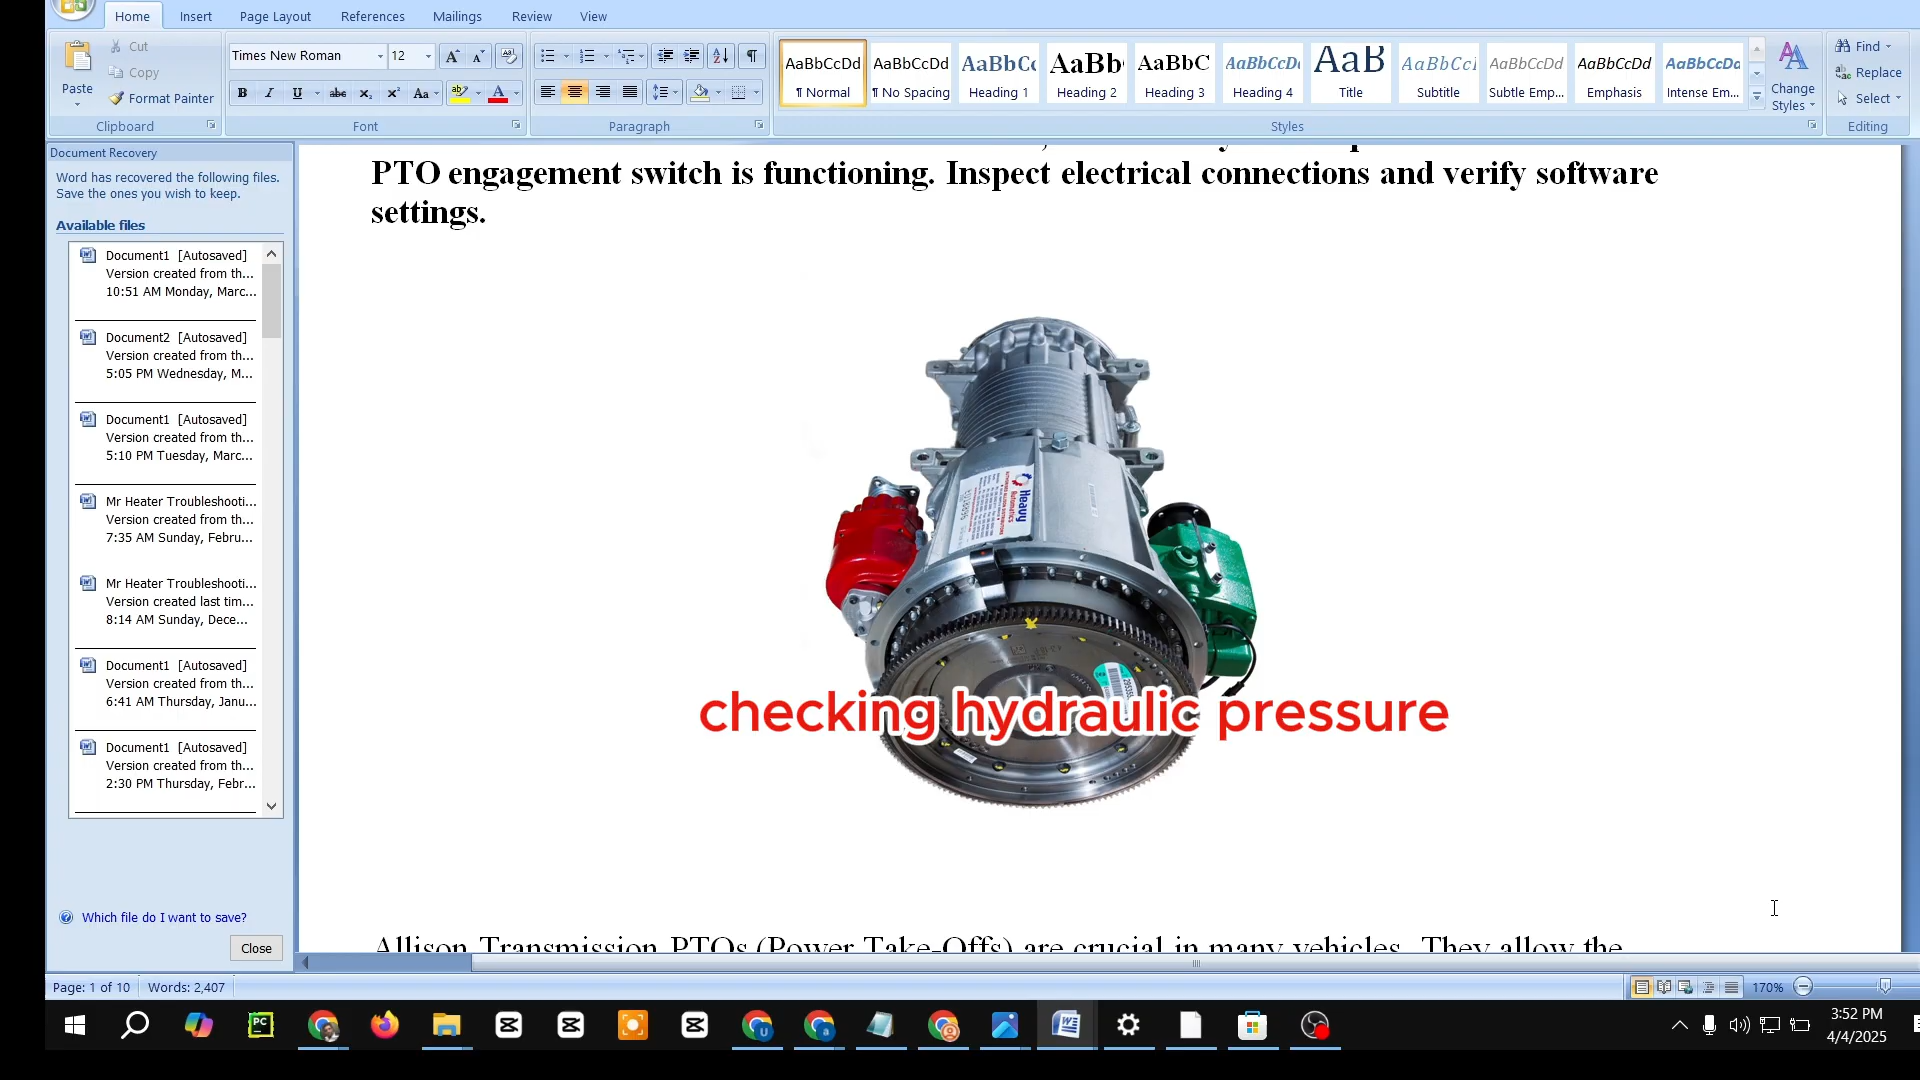 Home Insert Page Layout References Mailings Review View
Cut
Copy
Format Painter
Paste
Clipboard
Times New Roman 12
Font
Paragraph
AaBbCcDd AaBbCcDd AaBbCc AaBb AaBbC AaBbCcDc AaB AaBbCcI AaBbCcDd AaBbCcDd AaBbCcDc
¶ Normal ¶ No Spacing Heading 1 Heading 2 Heading 3 Heading 4 Title Subtitle Subtle Emp... Emphasis Intense Em...
Change
Styles
Styles
Find
Replace
Select
Editing
Document Recovery
Word has recovered the following files.
Save the ones you wish to keep.
Available files
Document1 [Autosaved]
Version created from th...
10:51 AM Monday, Marc...
Document2 [Autosaved]
Version created from th...
5:05 PM Wednesday, M...
Document1 [Autosaved]
Version created from th...
5:10 PM Tuesday, Marc...
Mr Heater Troubleshooti...
Version created from th...
7:35 AM Sunday, Febru...
Mr Heater Troubleshooti...
Version created last tim...
8:14 AM Sunday, Dece...
Document1 [Autosaved]
Version created from th...
6:41 AM Thursday, Janu...
Document1 [Autosaved]
Version created from th...
2:30 PM Thursday, Febr...
Which file do I want to save?
Close
PTO engagement switch is functioning. Inspect electrical connections and verify software
settings.
Heavy
Automatics
checking hydraulic pressure
Allison Transmission PTOs (Power Take-Offs) are crucial in many vehicles. They allow the
Page: 1 of 10 Words: 2,407
170%
3:52 PM
4/4/2025